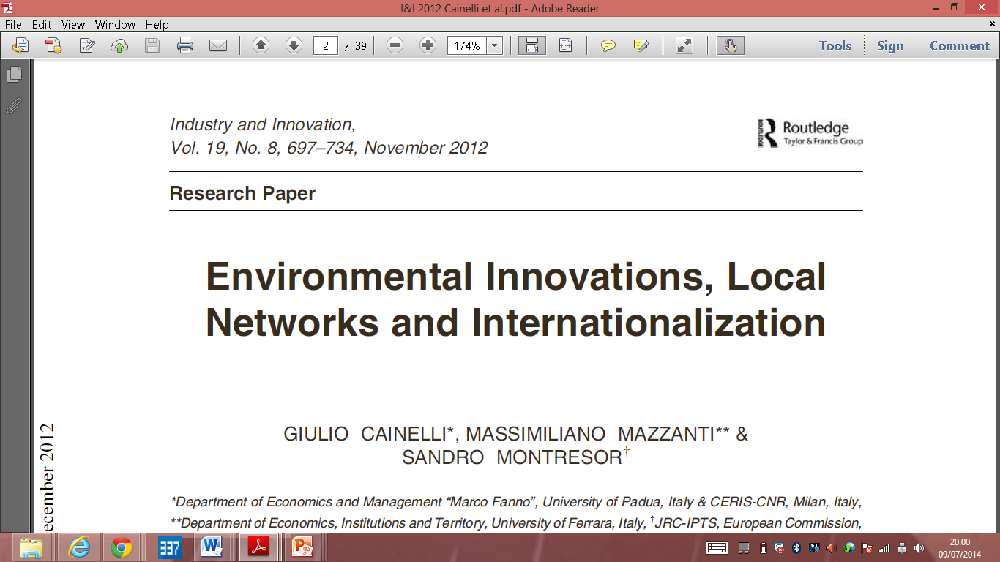 I&I 2012 Cainelli et al.pdf - Adobe Reader
File Edit View Window Help
2 / 39 174% Tools Sign Comment
Industry and Innovation,
Vol. 19, No. 8, 697–734, November 2012
ROUTLEDGE
Routledge
Taylor & Francis Group
Research Paper
Environmental Innovations, Local
Networks and Internationalization
GIULIO CAINELLI*, MASSIMILIANO MAZZANTI** &
SANDRO MONTRESOR†
*Department of Economics and Management “Marco Fanno”, University of Padua, Italy & CERIS-CNR, Milan, Italy,
**Department of Economics, Institutions and Territory, University of Ferrara, Italy, †JRC-IPTS, European Commission,
ecember 2012
337
20.00
09/07/2014